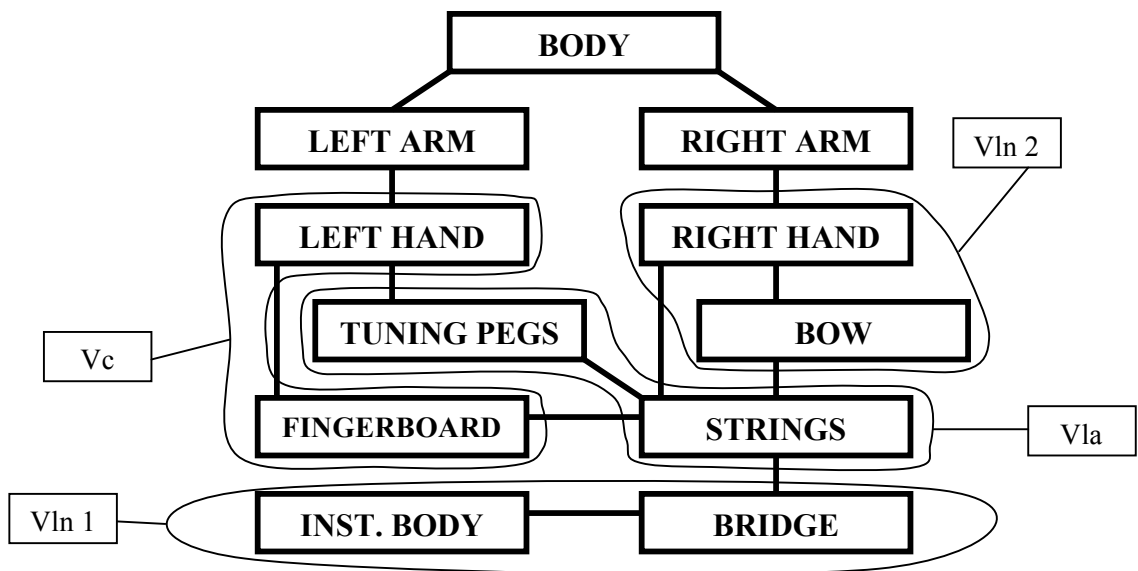 BODY
LEFT ARM
RIGHT ARM
Vln 2
LEFT HAND
RIGHT HAND
TUNING PEGS
BOW
Vc
FINGERBOARD
STRINGS
Vla
Vln 1
INST. BODY
BRIDGE